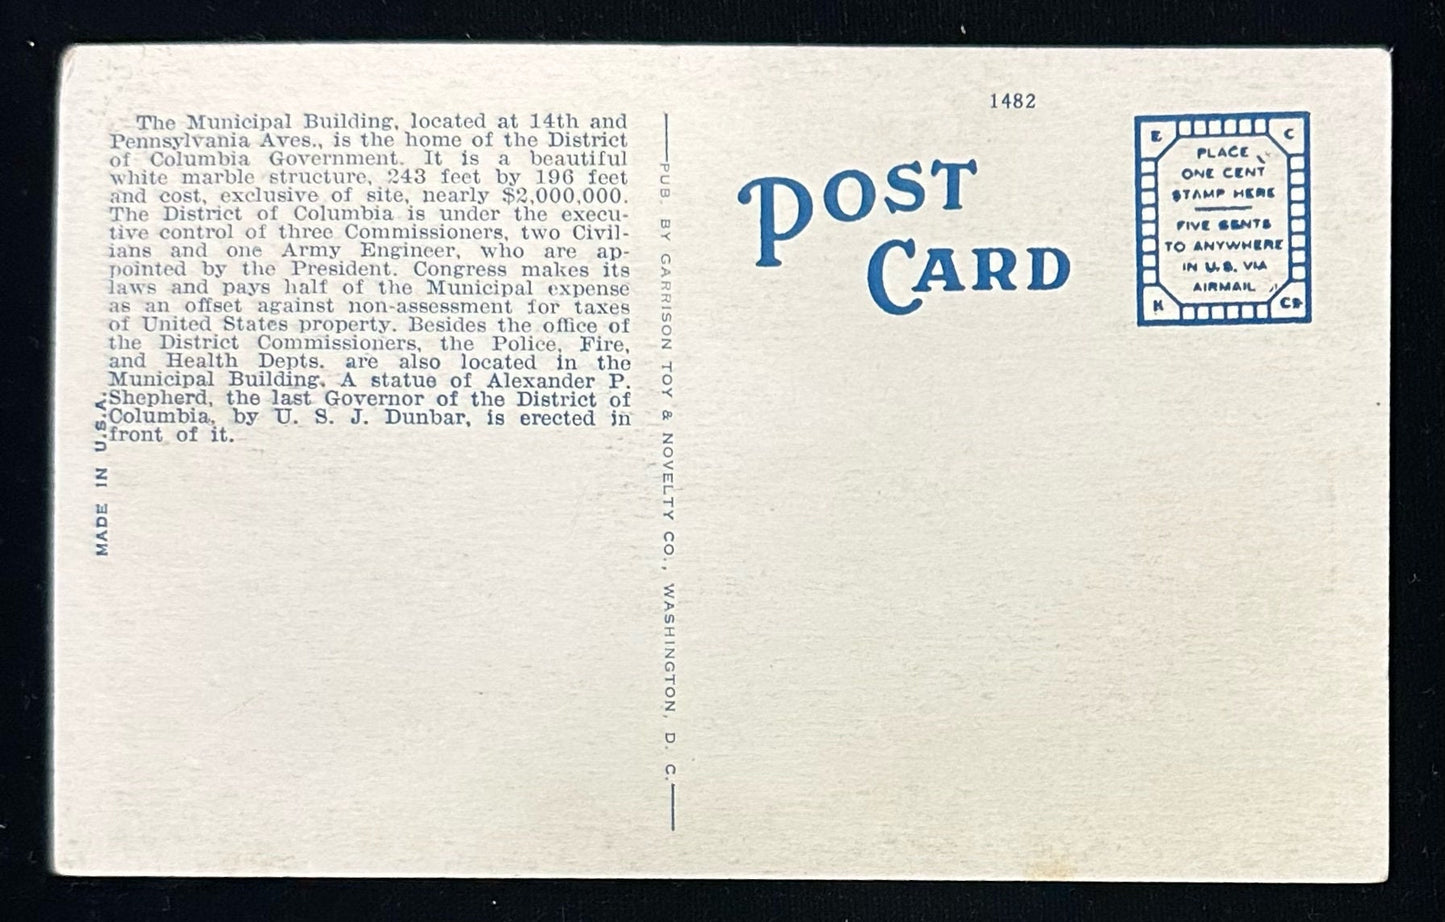 The Municipal Building, located at 14th and
Pennsylvania Aves., is the home of the District
of Columbia Government. It is a beautiful
white marble structure, 243 feet by 196 feet
and cost, exclusive of site, nearly $2,000,000.
The District of Columbia is under the execu-
tive control of three Commissioners, two Civil-
ians and one Army Engineer, who are ap-
pointed by the President. Congress makes its
laws and pays half of the Municipal expense
as an offset against non-assessment for taxes
of United States property. Besides the office of
the District Commissioners, the Police, Fire,
and Health Depts. are also located in the
Municipal Building. A statue of Alexander P.
Shepherd, the last Governor of the District of
Columbia, by U. S. J. Dunbar, is erected in
front of it.
MADE IN U.S.A.
PUB. BY GARRISON TOY & NOVELTY CO., WASHINGTON, D. C.
1482
POST
CARD
E C
PLACE
ONE CENT
STAMP HERE
FIVE CENTS
TO ANYWHERE
IN U.S. VIA
AIRMAIL
K Co